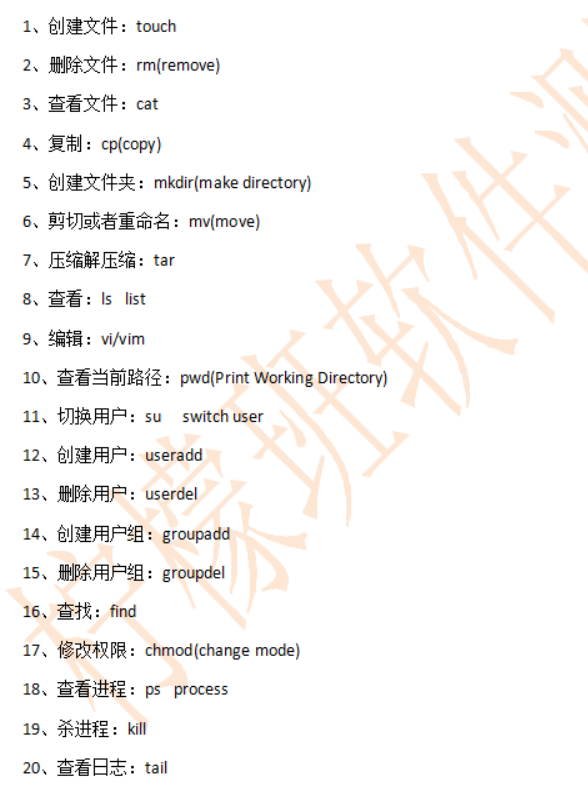 1、创建文件：touch
2、删除文件：rm(remove)
3、查看文件：cat
4、复制：cp(copy)
5、创建文件夹：mkdir(make directory)
6、剪切或者重命名：mv(move)
7、压缩解压缩：tar
8、查看：ls   list
9、编辑：vi/vim
10、查看当前路径：pwd(Print Working Directory)
11、切换用户：su     switch user
12、创建用户：useradd
13、删除用户：userdel
14、创建用户组：groupadd
15、删除用户组：groupdel
16、查找：find
17、修改权限：chmod(change mode)
18、查看进程：ps   process
19、杀进程：kill
20、查看日志：tail
柠檬班软件测